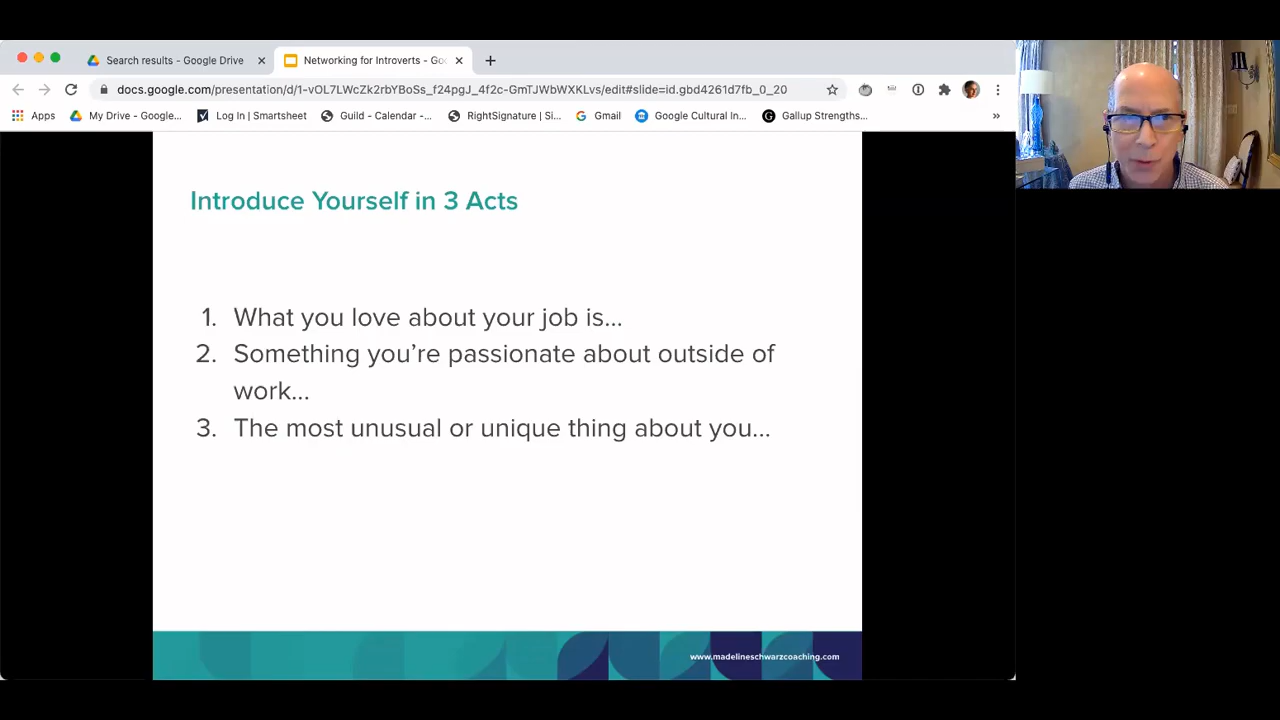 Search results - Google Drive
Networking for Introverts - Goo
docs.google.com/presentation/d/1-vOL7LWcZk2rbYBoSs_f24pgJ_4f2c-GmTJWbWXKLvs/edit#slide=id.gbd4261d7fb_0_20
Apps
My Drive - Google...
Log In | Smartsheet
Guild - Calendar -...
RightSignature | Si...
Gmail
Google Cultural In...
Gallup Strengths...
Introduce Yourself in 3 Acts
1. What you love about your job is...
2. Something you’re passionate about outside of
work...
3. The most unusual or unique thing about you...
www.madelineschwarzcoaching.com